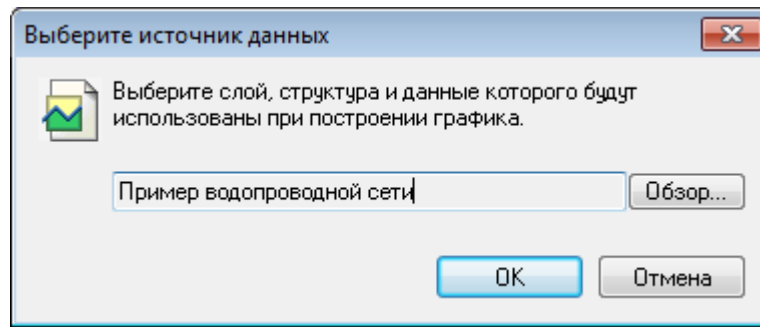 Выберите источник данных
Выберите слой, структура и данные которого будут
использованы при построении графика.
Пример водопроводной сети
Обзор...
OK
Отмена